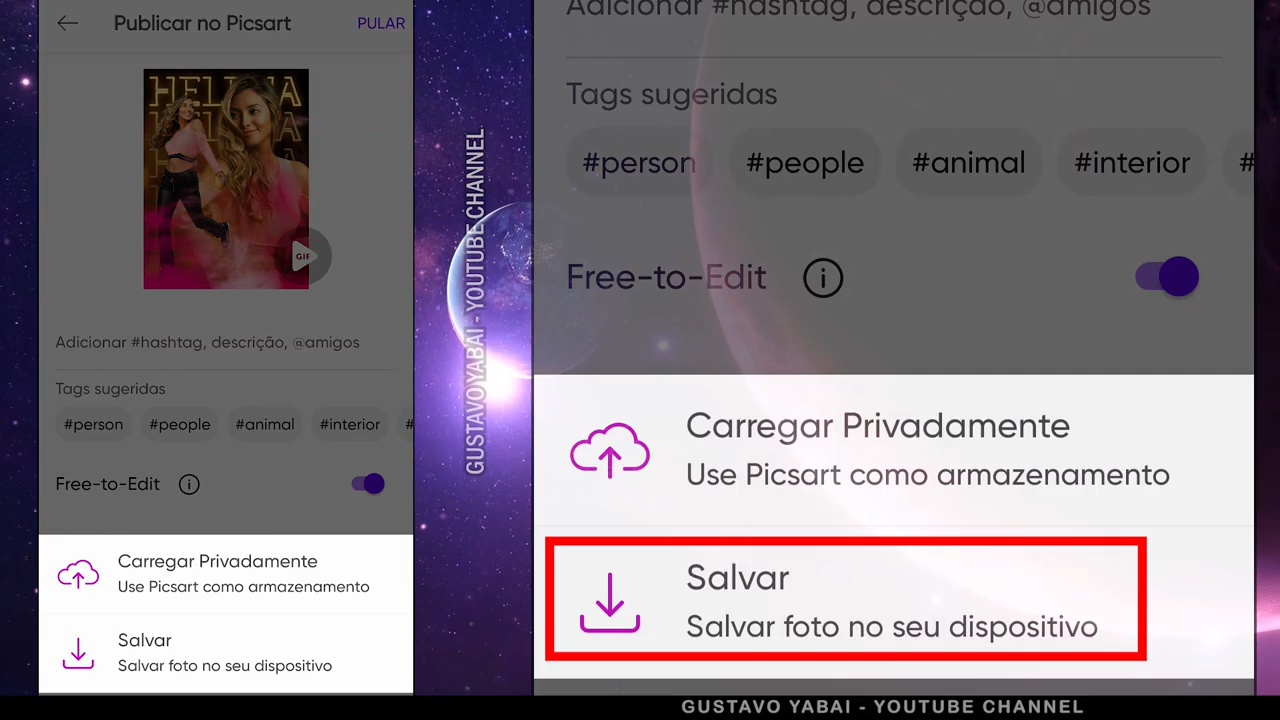 Publicar no Picsart
PULAR
HELENA
GIF
Adicionar #hashtag, descrição, @amigos
Tags sugeridas
#person
#people
#animal
#interior
#
Free-to-Edit
Carregar Privadamente
Use Picsart como armazenamento
Salvar
Salvar foto no seu dispositivo
GUSTAVO YABAI - YOUTUBE CHANNEL
Adicionar #hashtag, descrição, @amigos
Tags sugeridas
#person
#people
#animal
#interior
#
Free-to-Edit
Carregar Privadamente
Use Picsart como armazenamento
Salvar
Salvar foto no seu dispositivo
GUSTAVO YABAI - YOUTUBE CHANNEL